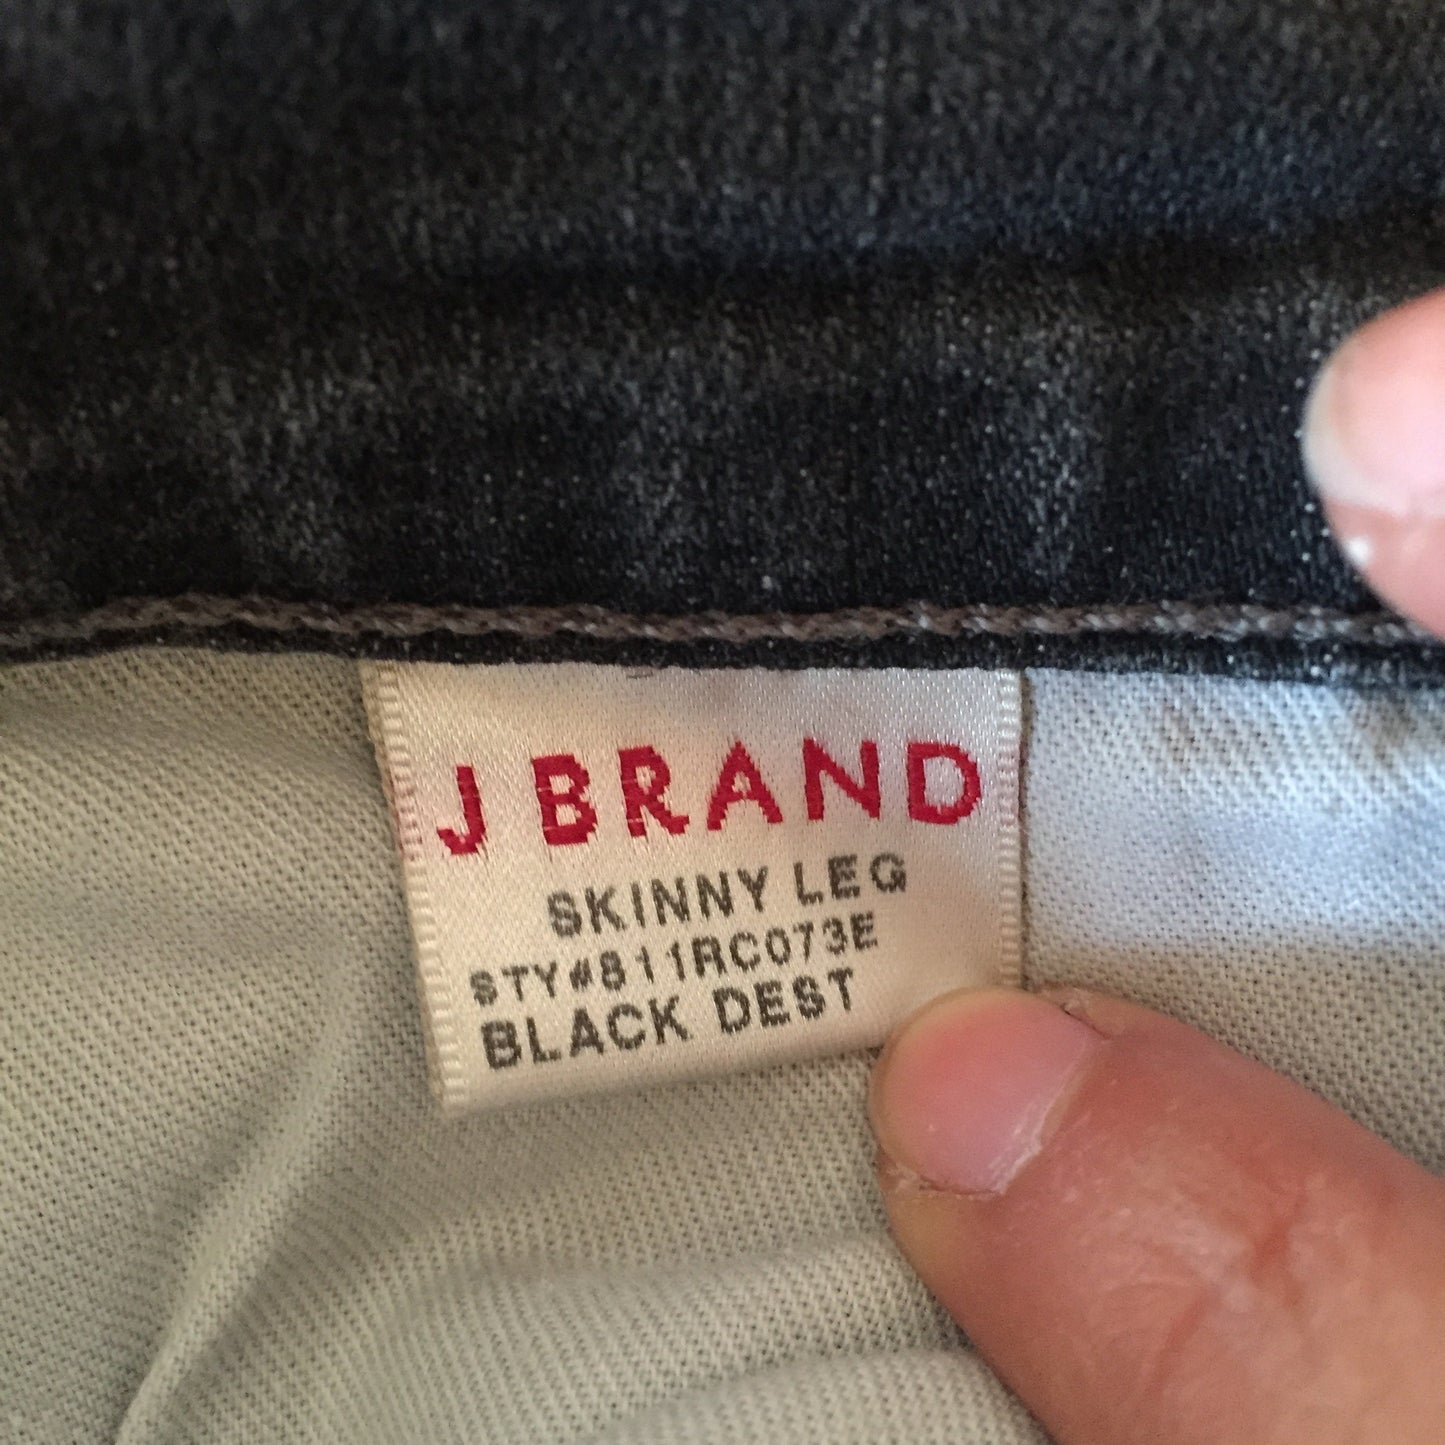 J BRAND
SKINNY LEG
STY#811RC073E
BLACK DEST